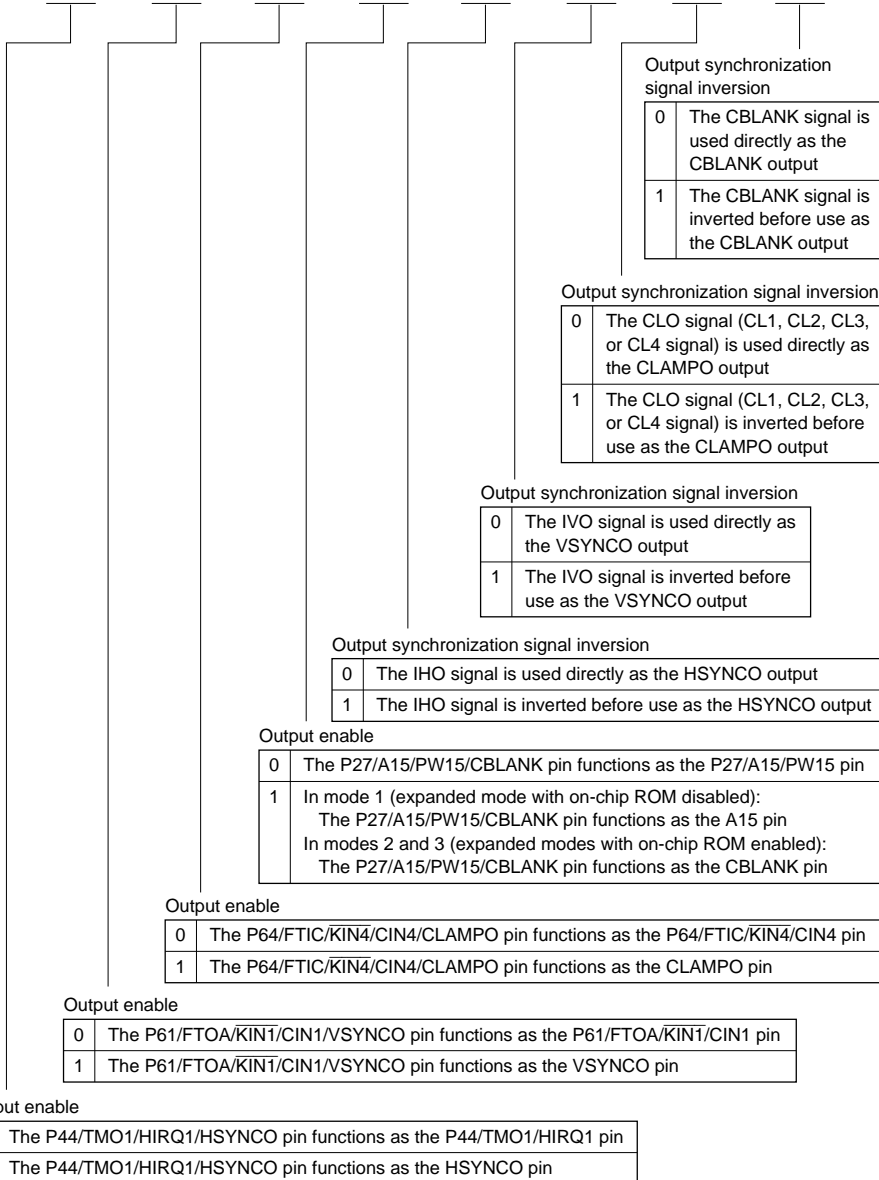 Output synchronization
signal inversion
0 The CBLANK signal is
used directly as the
CBLANK output
1 The CBLANK signal is
inverted before use as
the CBLANK output
Output synchronization signal inversion
0 The CLO signal (CL1, CL2, CL3,
or CL4 signal) is used directly as
the CLAMPO output
1 The CLO signal (CL1, CL2, CL3,
or CL4 signal) is inverted before
use as the CLAMPO output
Output synchronization signal inversion
0 The IVO signal is used directly as
the VSYNCO output
1 The IVO signal is inverted before
use as the VSYNCO output
Output synchronization signal inversion
0 The IHO signal is used directly as the HSYNCO output
1 The IHO signal is inverted before use as the HSYNCO output
Output enable
0 The P27/A15/PW15/CBLANK pin functions as the P27/A15/PW15 pin
1 In mode 1 (expanded mode with on-chip ROM disabled):
The P27/A15/PW15/CBLANK pin functions as the A15 pin
In modes 2 and 3 (expanded modes with on-chip ROM enabled):
The P27/A15/PW15/CBLANK pin functions as the CBLANK pin
Output enable
0 The P64/FTIC/K̅I̅N̅4̅/CIN4/CLAMPO pin functions as the P64/FTIC/K̅I̅N̅4̅/CIN4 pin
1 The P64/FTIC/K̅I̅N̅4̅/CIN4/CLAMPO pin functions as the CLAMPO pin
Output enable
0 The P61/FTOA/K̅I̅N̅1̅/CIN1/VSYNCO pin functions as the P61/FTOA/K̅I̅N̅1̅/CIN1 pin
1 The P61/FTOA/K̅I̅N̅1̅/CIN1/VSYNCO pin functions as the VSYNCO pin
out enable
The P44/TMO1/HIRQ1/HSYNCO pin functions as the P44/TMO1/HIRQ1 pin
The P44/TMO1/HIRQ1/HSYNCO pin functions as the HSYNCO pin